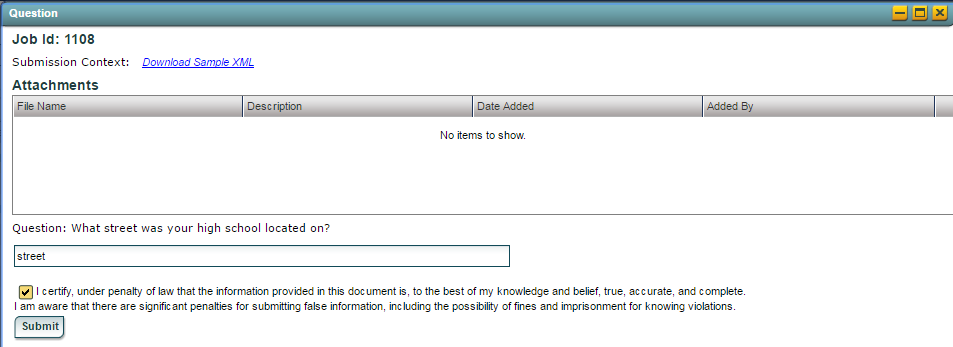 Question
Job Id: 1108
Submission Context: Download Sample XML
Attachments
File Name Description Date Added Added By
No items to show.
Question: What street was your high school located on?
street
I certify, under penalty of law that the information provided in this document is, to the best of my knowledge and belief, true, accurate, and complete.
I am aware that there are significant penalties for submitting false information, including the possibility of fines and imprisonment for knowing violations.
Submit